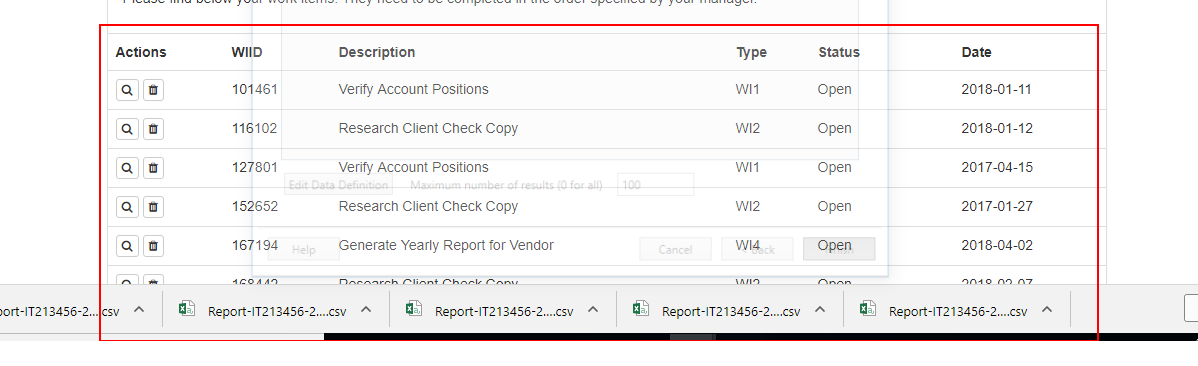 Please find below your work items. They need to be completed in the order specified by your manager.
Actions WIID Description Type Status Date
101461 Verify Account Positions WI1 Open 2018-01-11
116102 Research Client Check Copy WI2 Open 2018-01-12
127801 Verify Account Positions WI1 Open 2017-04-15
Edit Data Definition Maximum number of results (0 for all) 100
152652 Research Client Check Copy WI2 Open 2017-01-27
167194 Generate Yearly Report for Vendor WI4 Open 2018-04-02
Help Cancel Back
168442 Research Client Check Copy WI2 Open 2018-02-07
port-IT213456-2....csv Report-IT213456-2....csv Report-IT213456-2....csv Report-IT213456-2....csv Report-IT213456-2....csv